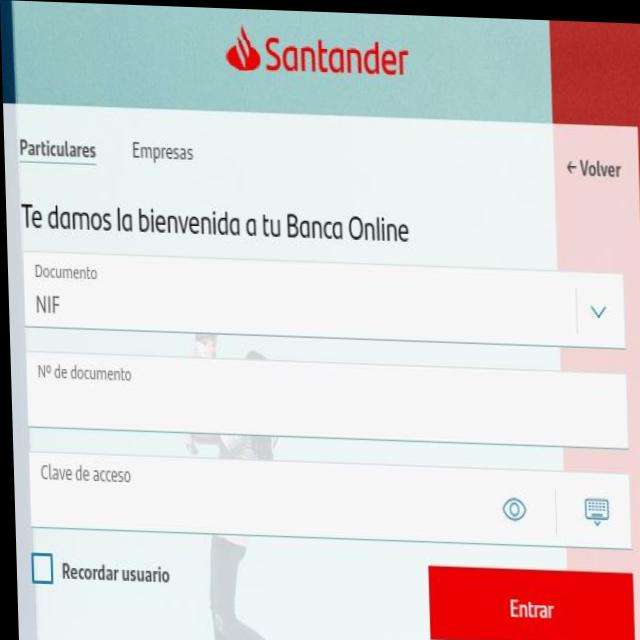 Santander
Particulares Empresas
← Volver
Te damos la bienvenida a tu Banca Online
Documento
NIF
Nº de documento
Clave de acceso
Recordar usuario
Entrar